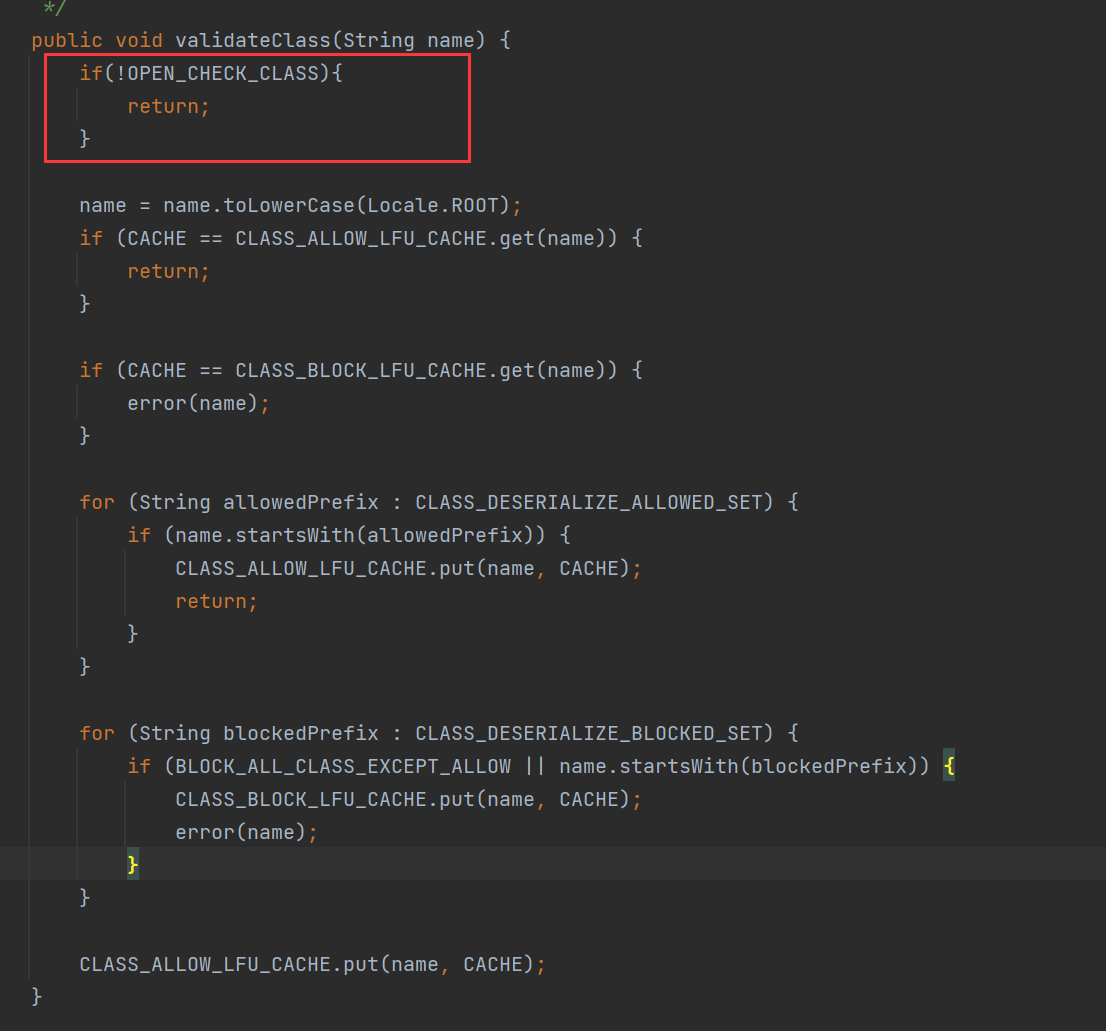 */
public void validateClass(String name) {
if(!OPEN_CHECK_CLASS){
return;
}
name = name.toLowerCase(Locale.ROOT);
if (CACHE == CLASS_ALLOW_LFU_CACHE.get(name)) {
return;
}
if (CACHE == CLASS_BLOCK_LFU_CACHE.get(name)) {
error(name);
}
for (String allowedPrefix : CLASS_DESERIALIZE_ALLOWED_SET) {
if (name.startsWith(allowedPrefix)) {
CLASS_ALLOW_LFU_CACHE.put(name, CACHE);
return;
}
}
for (String blockedPrefix : CLASS_DESERIALIZE_BLOCKED_SET) {
if (BLOCK_ALL_CLASS_EXCEPT_ALLOW || name.startsWith(blockedPrefix)) {
CLASS_BLOCK_LFU_CACHE.put(name, CACHE);
error(name);
}
}
CLASS_ALLOW_LFU_CACHE.put(name, CACHE);
}